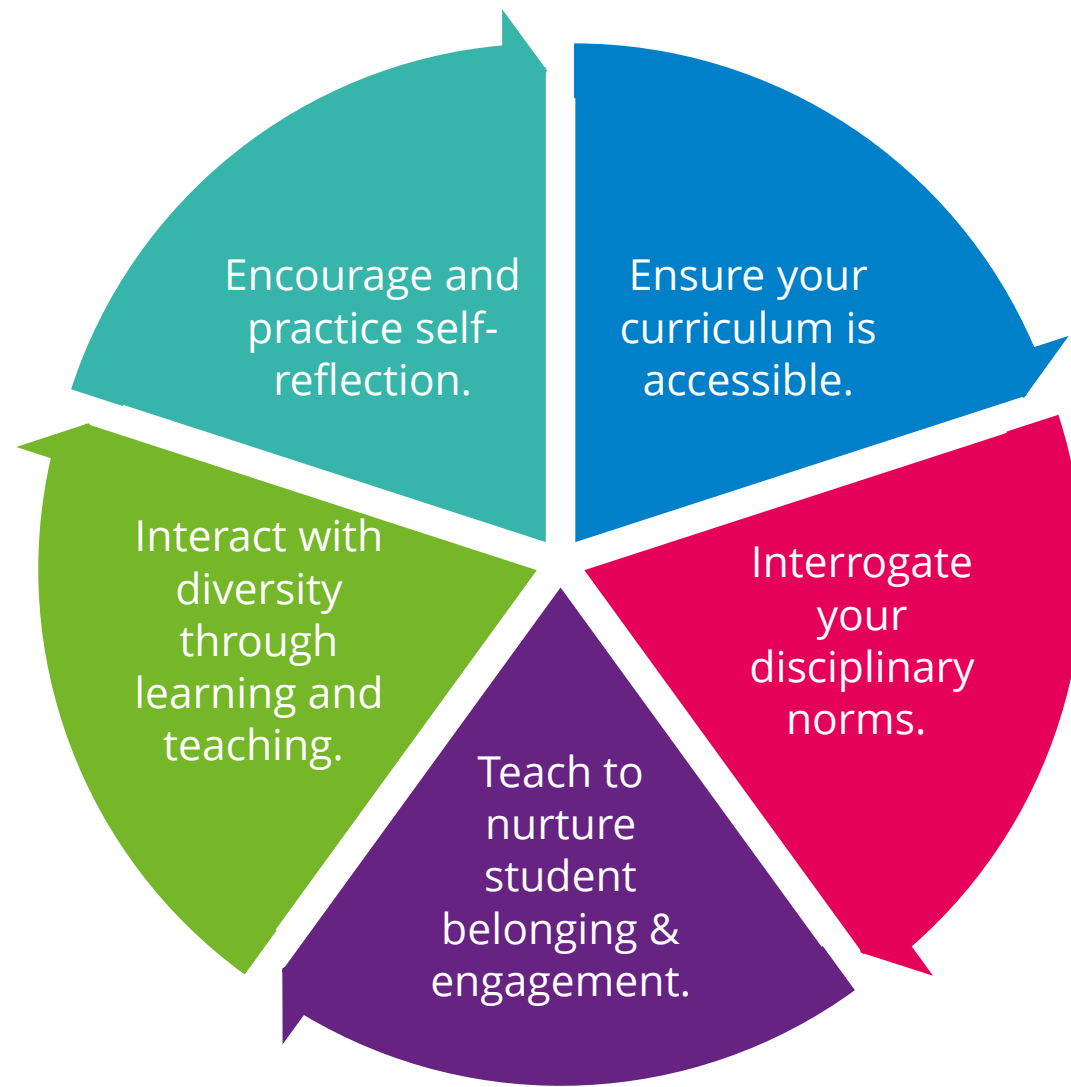 Ensure your
curriculum is
accessible.
Interrogate
your
disciplinary
norms.
Teach to
nurture
student
belonging &
engagement.
Interact with
diversity
through
learning and
teaching.
Encourage and
practice self-
reflection.